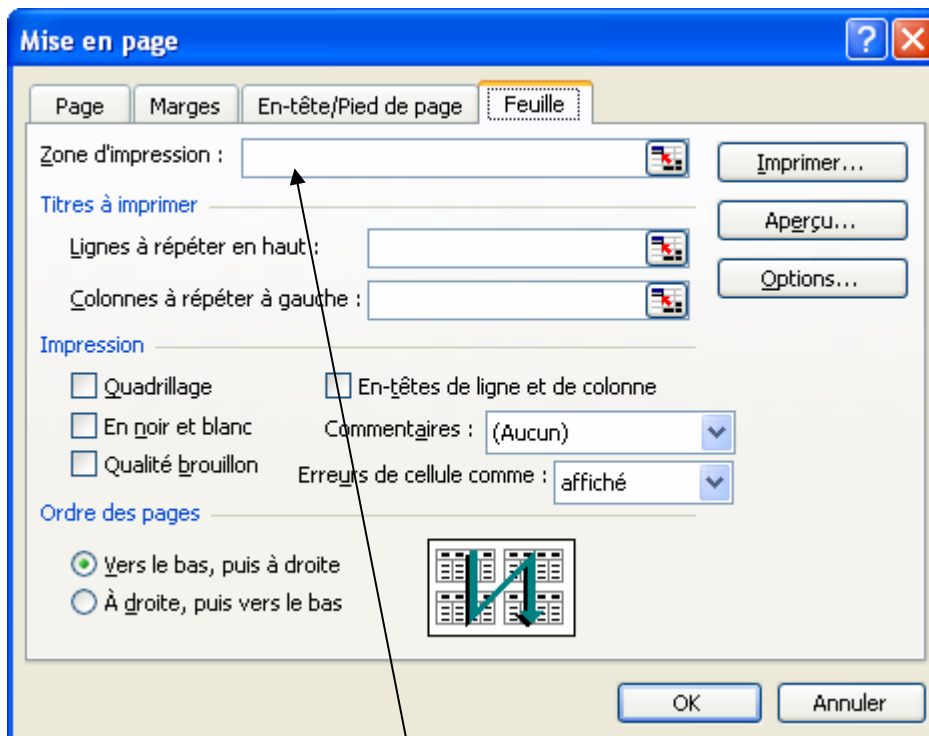 Mise en page
Page Marges En-tête/Pied de page Feuille
Zone d'impression :
Imprimer...
Titres à imprimer
Aperçu...
Lignes à répéter en haut :
Colonnes à répéter à gauche :
Options...
Impression
Quadrillage
En-têtes de ligne et de colonne
En noir et blanc
Commentaires : (Aucun)
Qualité brouillon
Erreurs de cellule comme : affiché
Ordre des pages
Vers le bas, puis à droite
À droite, puis vers le bas
OK Annuler